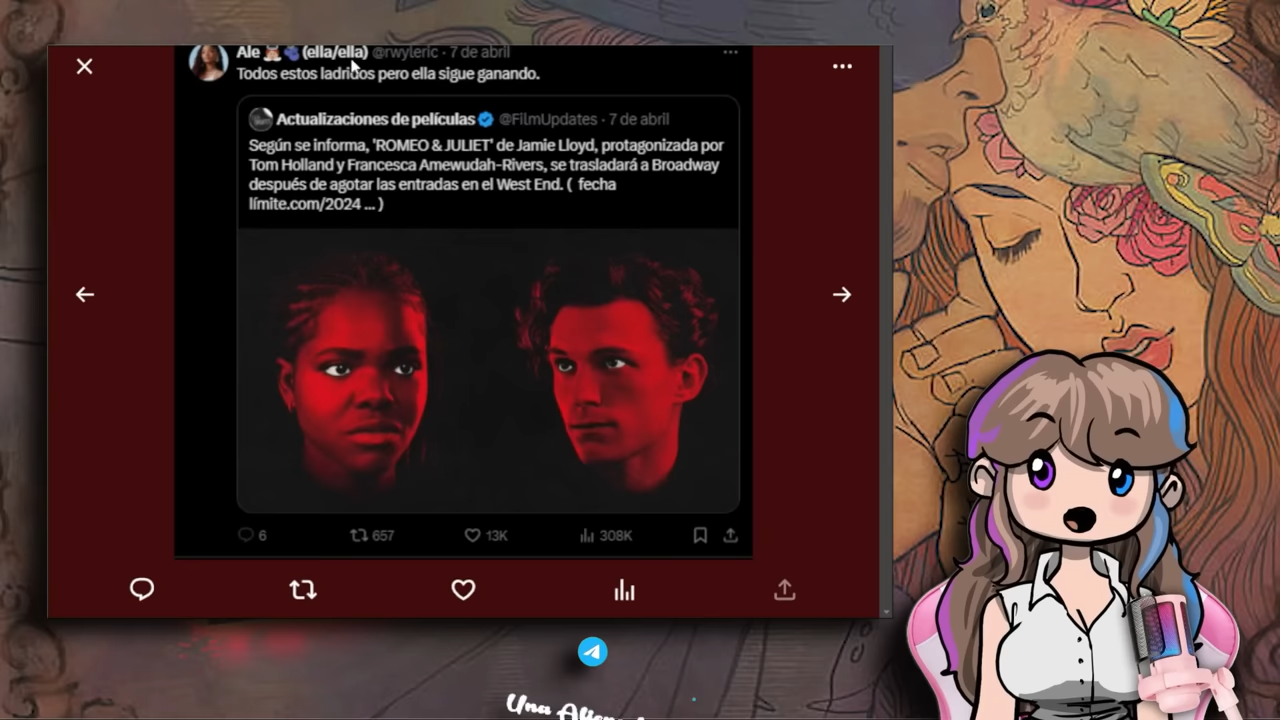 Ale (ella/ella) @rwyleric · 7 de abril
Todos estos ladridos pero ella sigue ganando.
Actualizaciones de películas @FilmUpdates · 7 de abril
Según se informa, 'ROMEO & JULIET' de Jamie Lloyd, protagonizada por
Tom Holland y Francesca Amewudah-Rivers, se trasladará a Broadway
después de agotar las entradas en el West End. ( fecha
límite.com/2024 ... )
6 657 13K 308K
Una